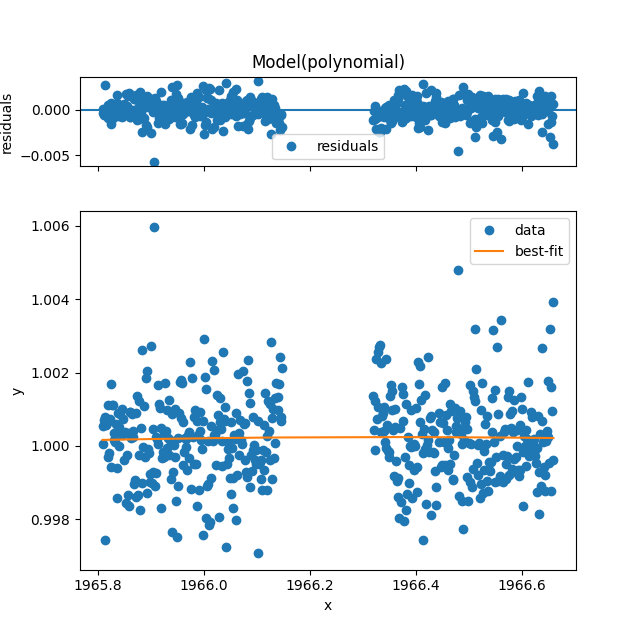 Model(polynomial)
residuals
0.000
−0.005
residuals
y
1.006
1.004
1.002
1.000
0.998
data
best-fit
1965.8
1966.0
1966.2
1966.4
1966.6
x